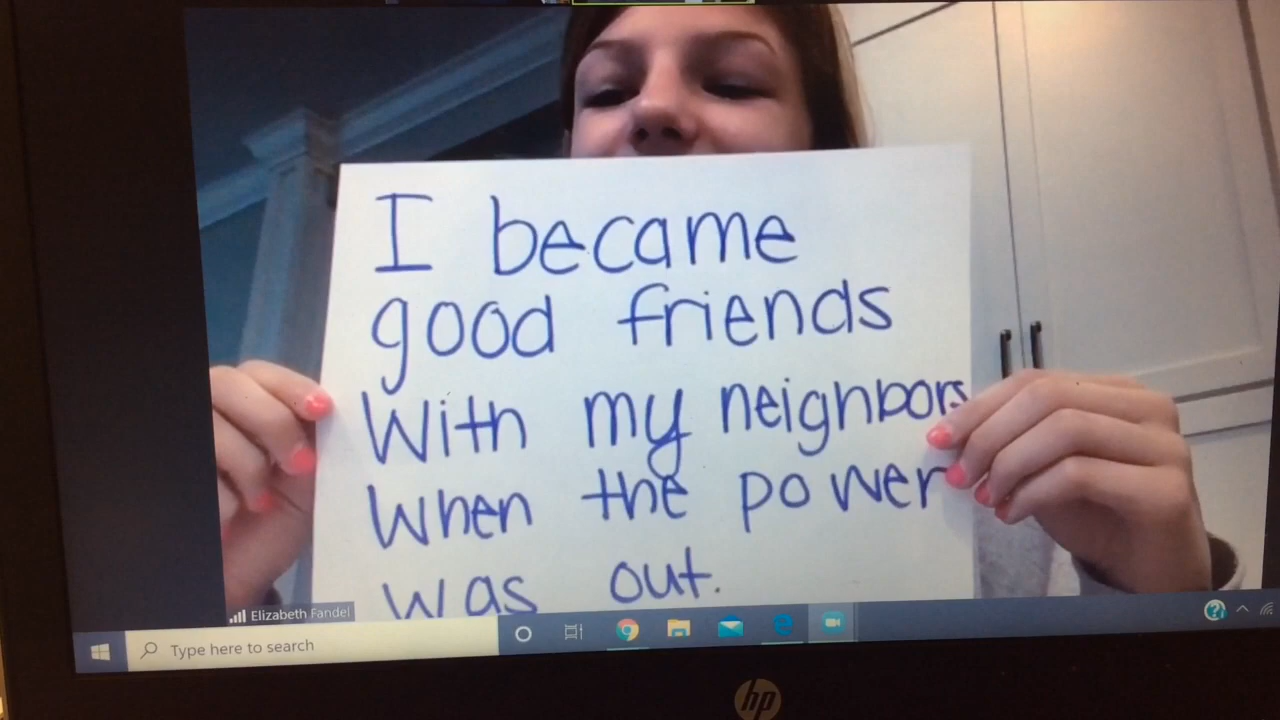 I became
good friends
With my neighbors
When the power
was out.
Elizabeth Fandel
Type here to search
hp